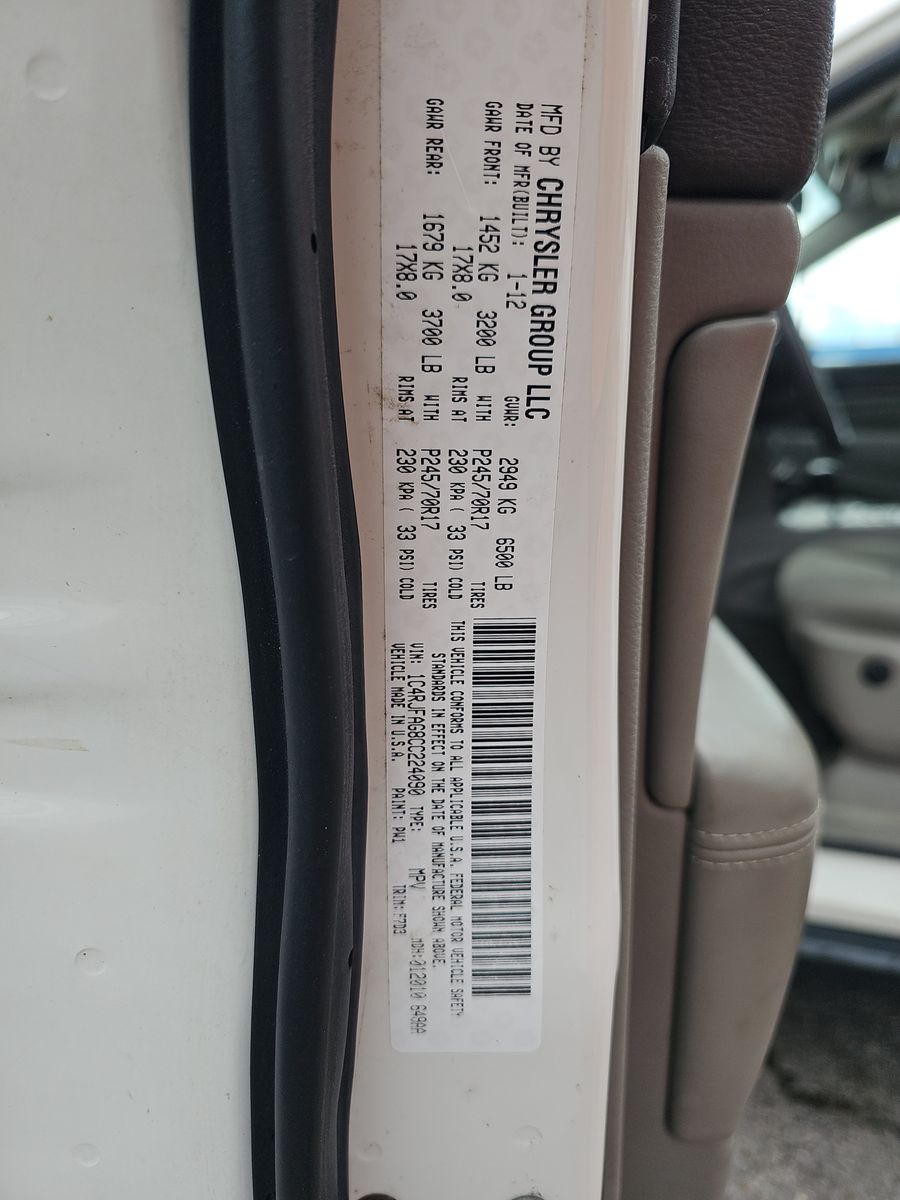 MFD BY CHRYSLER GROUP LLC
DATE OF MFR(BUILT): 1-12 GVWR: 2949 KG 6500 LB
GAWR FRONT: 1452 KG 3200 LB WITH P245/70R17 TIRES
17X8.0 RIMS AT 230 KPA ( 33 PSI) COLD
GAWR REAR: 1679 KG 3700 LB WITH P245/70R17 TIRES
17X8.0 RIMS AT 230 KPA ( 33 PSI) COLD
THIS VEHICLE CONFORMS TO ALL APPLICABLE U.S.A. FEDERAL MOTOR VEHICLE SAFETY
STANDARDS IN EFFECT ON THE DATE OF MANUFACTURE SHOWN ABOVE.
VIN: 1C4RJFAG8CC224090 TYPE: MPV MDH:012010 649AA
VEHICLE MADE IN U.S.A. PAINT: PW1 TRIM: F7D3